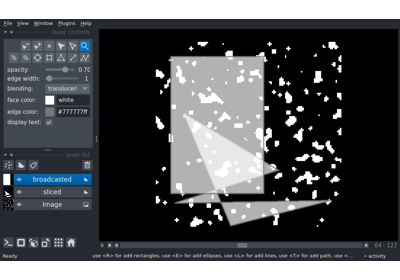 File View Window Plugins Help
layer controls
opacity: 0.70
edge width: 1
blending: translucen
face color: white
edge color: #777777ff
display text:
layer list
broadcasted
sliced
Image
0
64 127
Ready
use <R> for add rectangles, use <E> for add ellipses, use <L> for add lines, use <T> for add path, use <...
activity